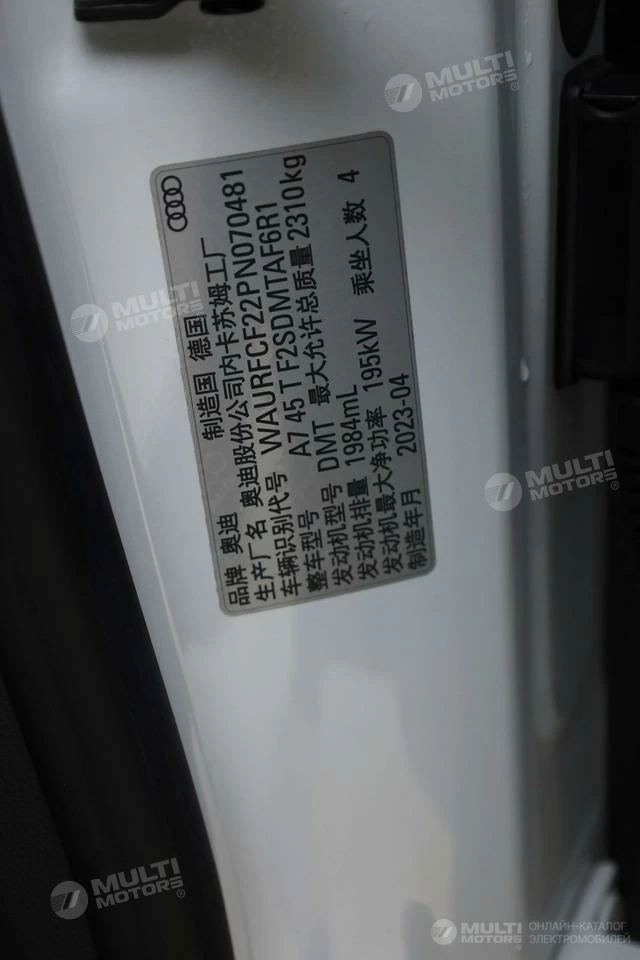 品牌 奥迪 制造国 德国
生产厂名 奥迪股份公司内卡苏姆工厂
车辆识别代号 WAURFCF22PN070481
整车型号 A7 45 T F2SDMTAF6R1
发动机型号 DMT 最大允许总质量 2310kg
发动机排量 1984mL
发动机最大净功率 195kW 乘坐人数 4
制造年月 2023-04
MULTI
MOTORS
MULTI
MOTORS
MULTI
MOTORS
MULTI
MOTORS
MULTI
MOTORS
ОНЛАЙН-КАТАЛОГ
ЭЛЕКТРОМОБИЛЕЙ